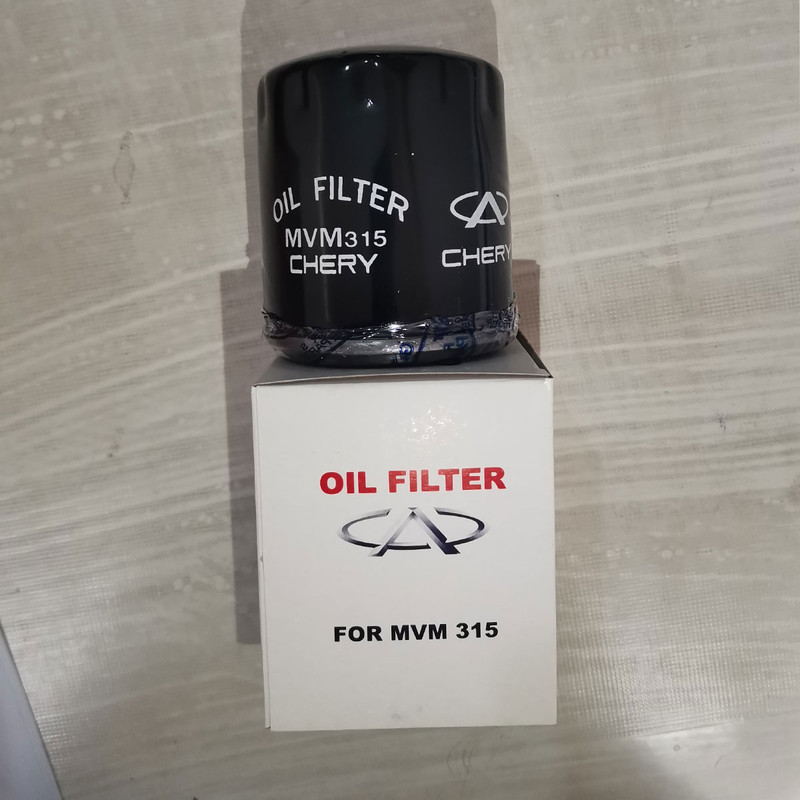 OIL FILTER
MVM315
CHERY
CHERY
OIL FILTER
FOR MVM 315